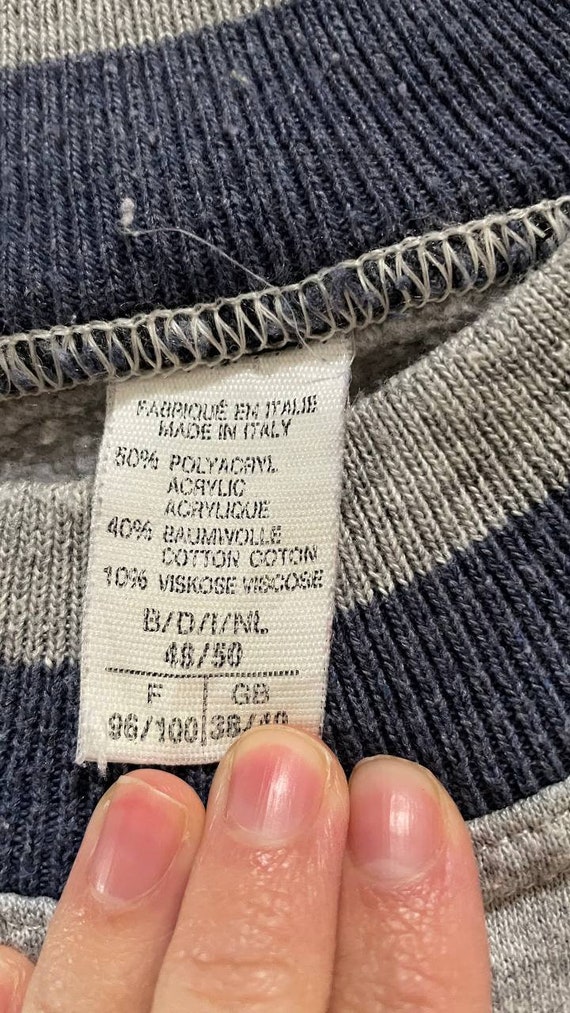 FABRIQUÉ EN ITALIE
MADE IN ITALY
50% POLYACRYL
ACRYLIC
ACRYLIQUE
40% BAUMWOLLE
COTTON COTON
10% VISKOSE VISCOSE
B/D/I/NL
48/50
F GB
96/100 38/40